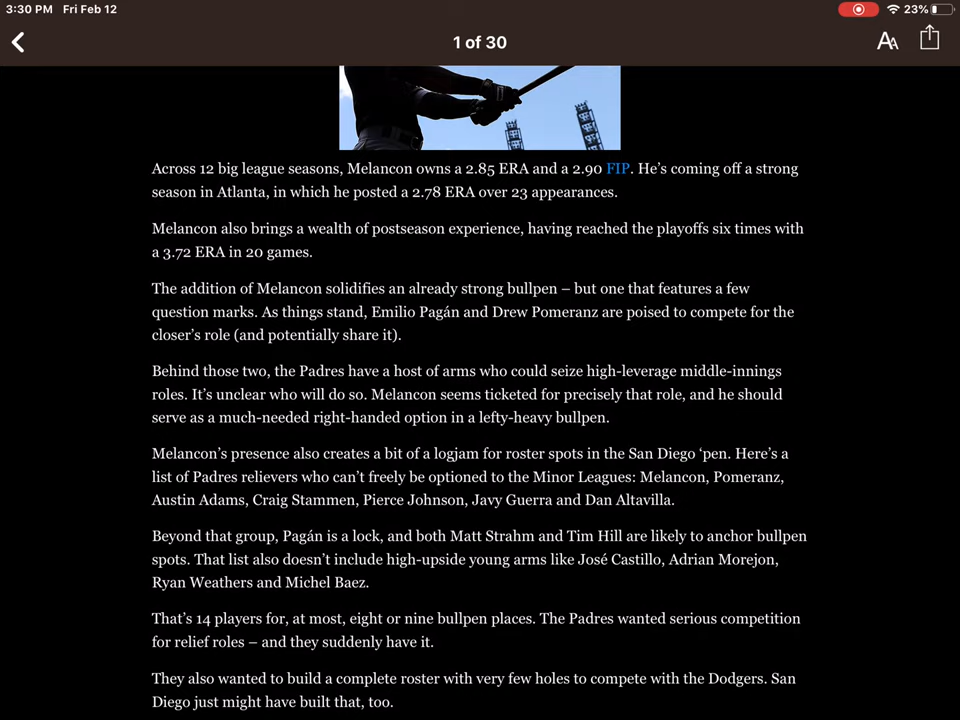 3:30 PM Fri Feb 12 23%
1 of 30 AA
Across 12 big league seasons, Melancon owns a 2.85 ERA and a 2.90 FIP. He’s coming off a strong
season in Atlanta, in which he posted a 2.78 ERA over 23 appearances.
Melancon also brings a wealth of postseason experience, having reached the playoffs six times with
a 3.72 ERA in 20 games.
The addition of Melancon solidifies an already strong bullpen – but one that features a few
question marks. As things stand, Emilio Pagán and Drew Pomeranz are poised to compete for the
closer’s role (and potentially share it).
Behind those two, the Padres have a host of arms who could seize high-leverage middle-innings
roles. It’s unclear who will do so. Melancon seems ticketed for precisely that role, and he should
serve as a much-needed right-handed option in a lefty-heavy bullpen.
Melancon’s presence also creates a bit of a logjam for roster spots in the San Diego ‘pen. Here’s a
list of Padres relievers who can’t freely be optioned to the Minor Leagues: Melancon, Pomeranz,
Austin Adams, Craig Stammen, Pierce Johnson, Javy Guerra and Dan Altavilla.
Beyond that group, Pagán is a lock, and both Matt Strahm and Tim Hill are likely to anchor bullpen
spots. That list also doesn’t include high-upside young arms like José Castillo, Adrian Morejon,
Ryan Weathers and Michel Baez.
That’s 14 players for, at most, eight or nine bullpen places. The Padres wanted serious competition
for relief roles – and they suddenly have it.
They also wanted to build a complete roster with very few holes to compete with the Dodgers. San
Diego just might have built that, too.